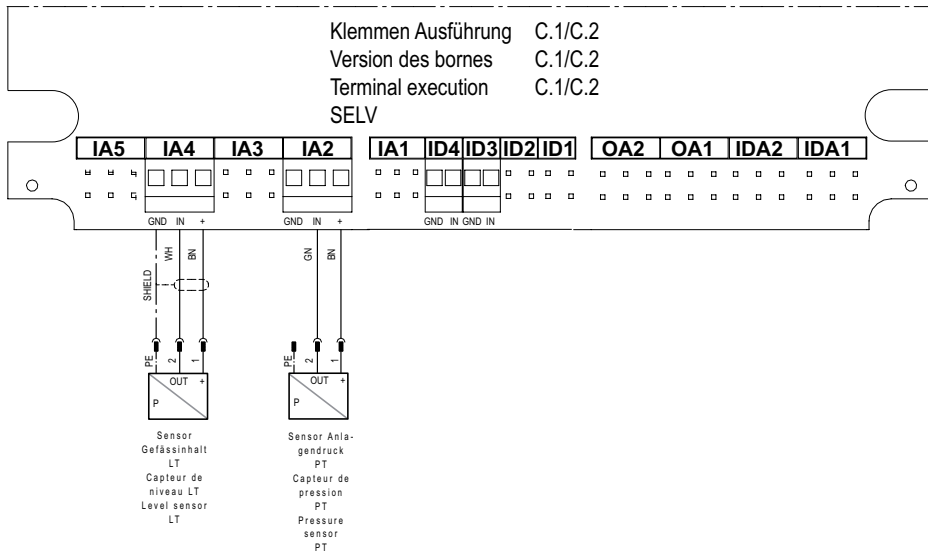 Klemmen Ausführung C.1/C.2
Version des bornes C.1/C.2
Terminal execution C.1/C.2
SELV
IA5 IA4 IA3 IA2 IA1 ID4 ID3 ID2 ID1 OA2 OA1 IDA2 IDA1
GND IN + GND IN + GND IN GND IN
SHIELD WH BN GN BN
PE 2 1 PE 2 1
OUT + OUT +
P P
Sensor
Gefässinhalt
LT
Capteur de
niveau LT
Level sensor
LT
Sensor Anla-
gendruck
PT
Capteur de
pression
PT
Pressure
sensor
PT